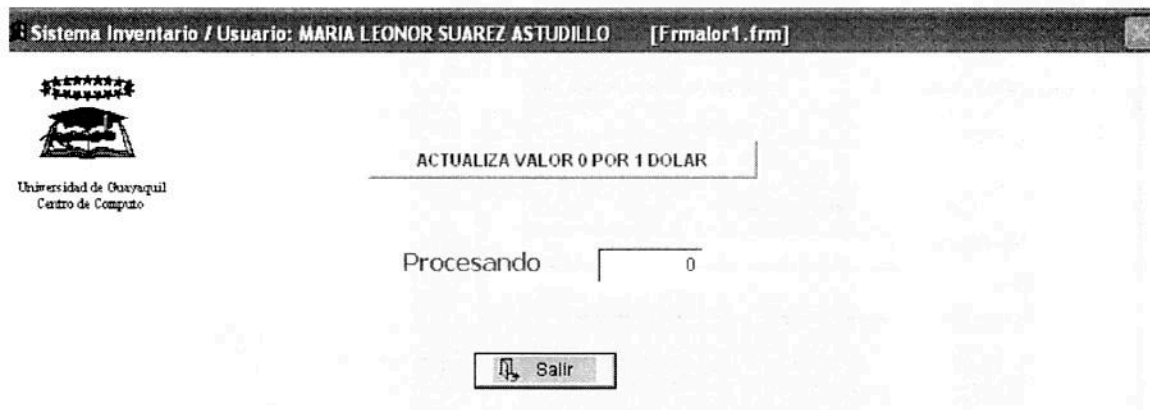 Sistema Inventario / Usuario: MARIA LEONOR SUAREZ ASTUDILLO [Frmalor1.frm]
Universidad de Guayaquil
Centro de Computo
ACTUALIZA VALOR 0 POR 1 DOLAR
Procesando 0
Salir